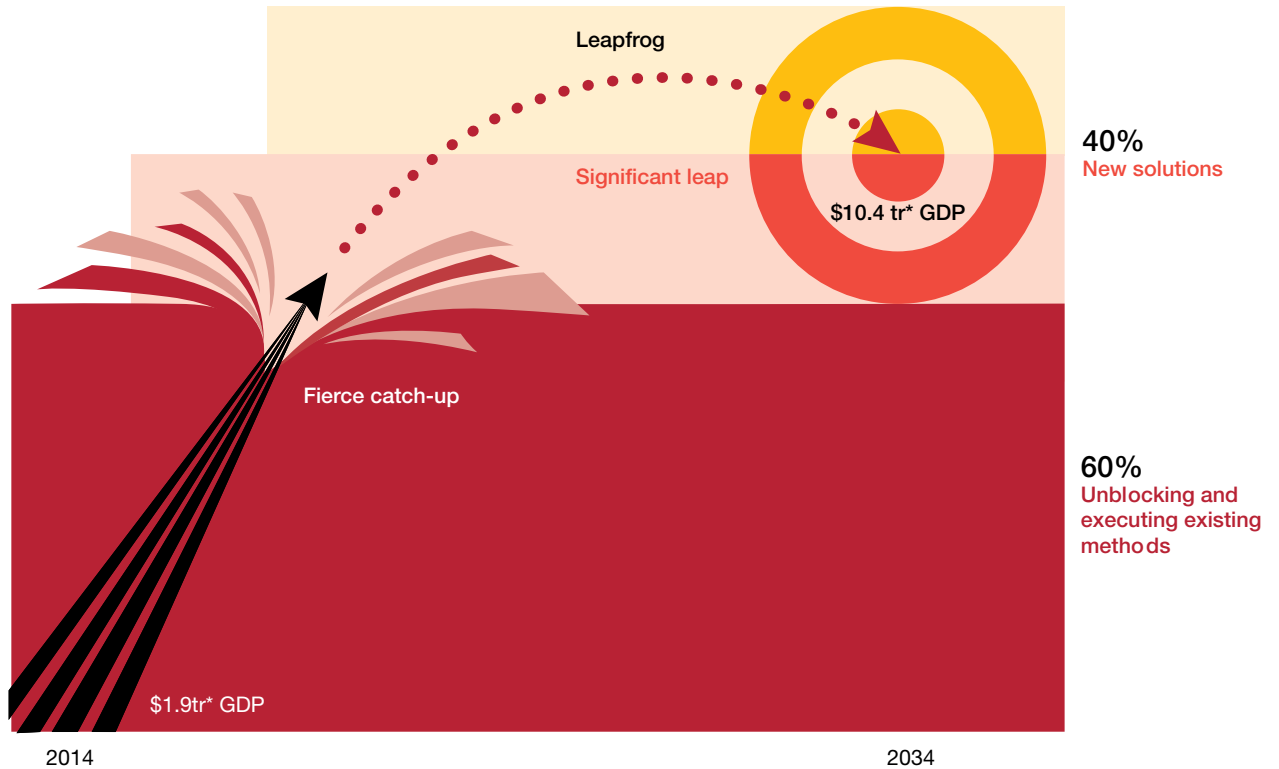 Leapfrog
40%
New solutions
Significant leap
$10.4 tr* GDP
Fierce catch-up
60%
Unblocking and
executing existing
methods
$1.9tr* GDP
2014
2034